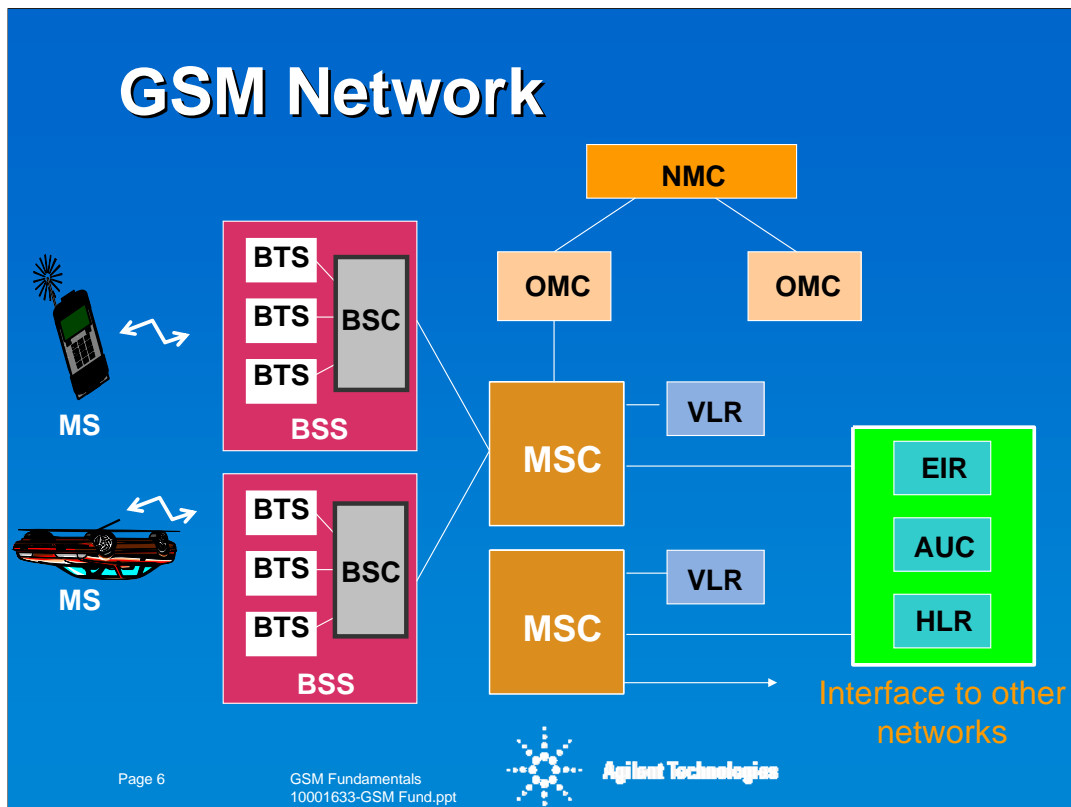 GSM Network
NMC
OMC
OMC
BTS
BTS
BTS
BSC
BSS
MS
BTS
BTS
BTS
BSC
BSS
MS
MSC
VLR
MSC
VLR
EIR
AUC
HLR
Interface to other
networks
Page 6
GSM Fundamentals
10001633-GSM Fund.ppt
Agilent Technologies